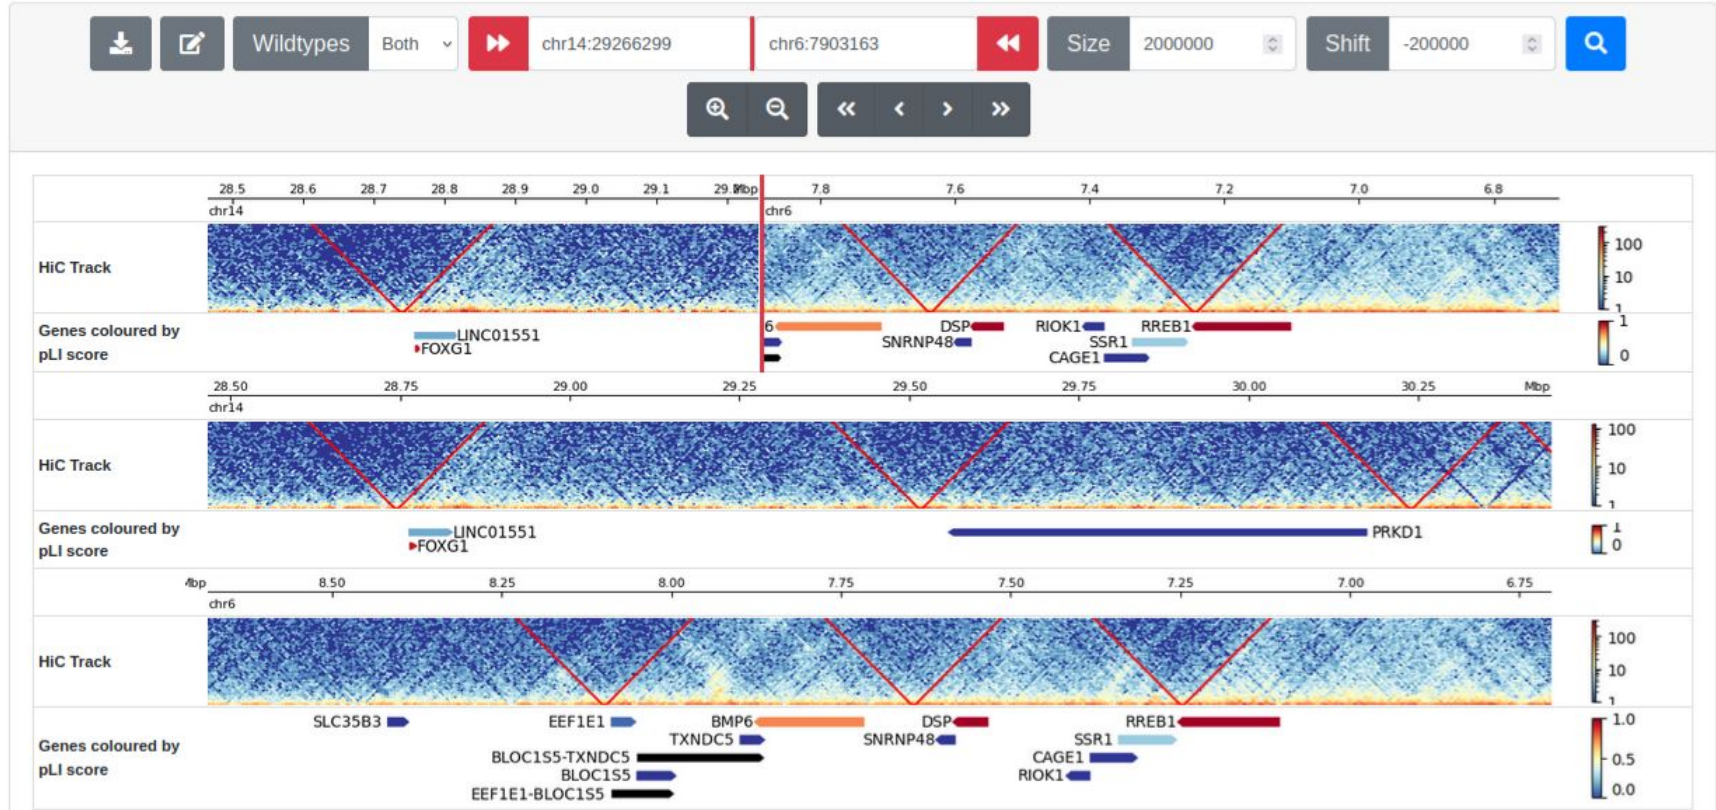 Wildtypes Both chr14:29266299 chr6:7903163 Size 2000000 Shift -200000
28.5 28.6 28.7 28.8 28.9 29.0 29.1 7.8 7.6 7.4 7.2 7.0 6.8
chr14 chr6
HiC Track
100
10
1
Genes coloured by
pLI score
LINC01551
FOXG1
6 DSP RIOK1 RREB1
SNRNP48 SSR1
CAGE1
1
0
28.50 28.75 29.00 29.25 29.50 29.75 30.00 30.25 Mbp
chr14
HiC Track
100
10
1
Genes coloured by
pLI score
LINC01551
FOXG1
PRKD1
1
0
8.50 8.25 8.00 7.75 7.50 7.25 7.00 6.75
chr6
HiC Track
100
10
1
Genes coloured by
pLI score
SLC35B3 EEF1E1 BMP6 DSP RREB1
TXNDC5 SNRNP48 SSR1
BLOC1S5-TXNDC5 CAGE1
BLOC1S5 RIOK1
EEF1E1-BLOC1S5
1.0
0.5
0.0